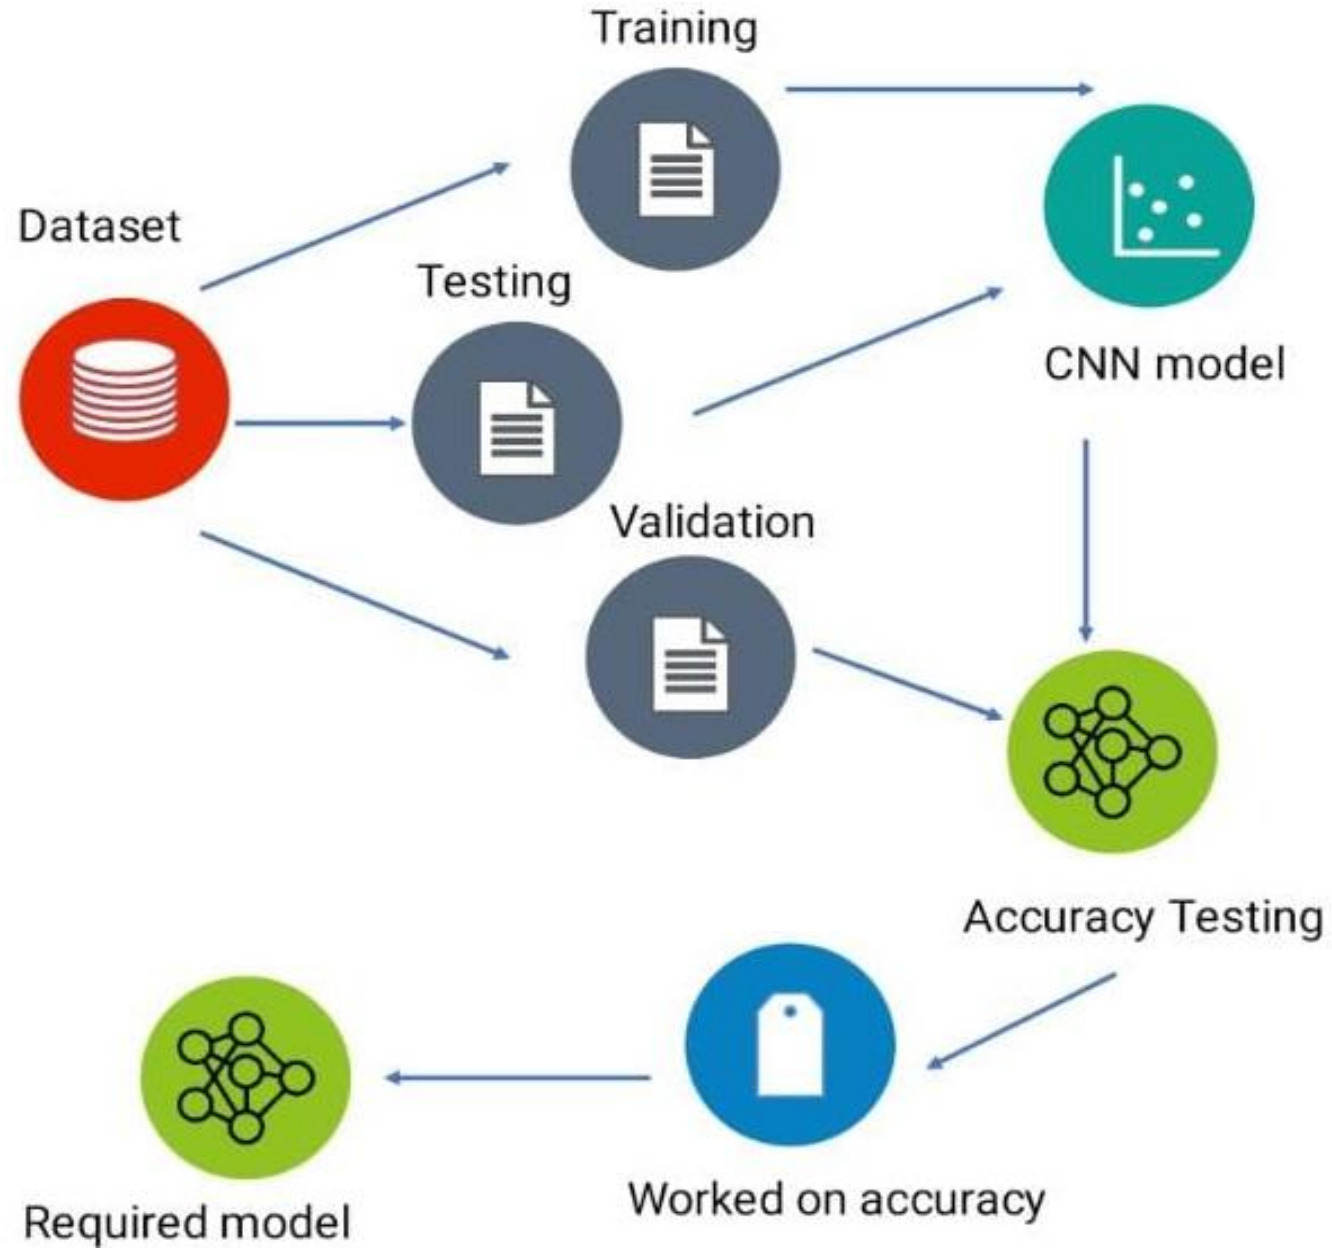 Training
Dataset
Testing
CNN model
Validation
Accuracy Testing
Worked on accuracy
Required model